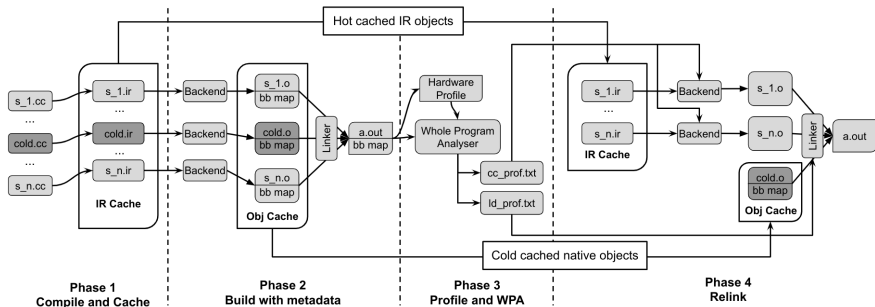 Hot cached IR objects
s_1.cc
...
cold.cc
...
s_n.cc
s_1.ir
...
cold.ir
...
s_n.ir
IR Cache
Backend
Backend
Backend
s_1.o
bb map
cold.o
bb map
s_n.o
bb map
Obj Cache
Linker
a.out
bb map
Hardware
Profile
Whole Program
Analyser
cc_prof.txt
ld_prof.txt
s_1.ir
...
s_n.ir
IR Cache
Backend
Backend
s_1.o
s_n.o
cold.o
bb map
Obj Cache
Linker
a.out
Cold cached native objects
Phase 1
Compile and Cache
Phase 2
Build with metadata
Phase 3
Profile and WPA
Phase 4
Relink